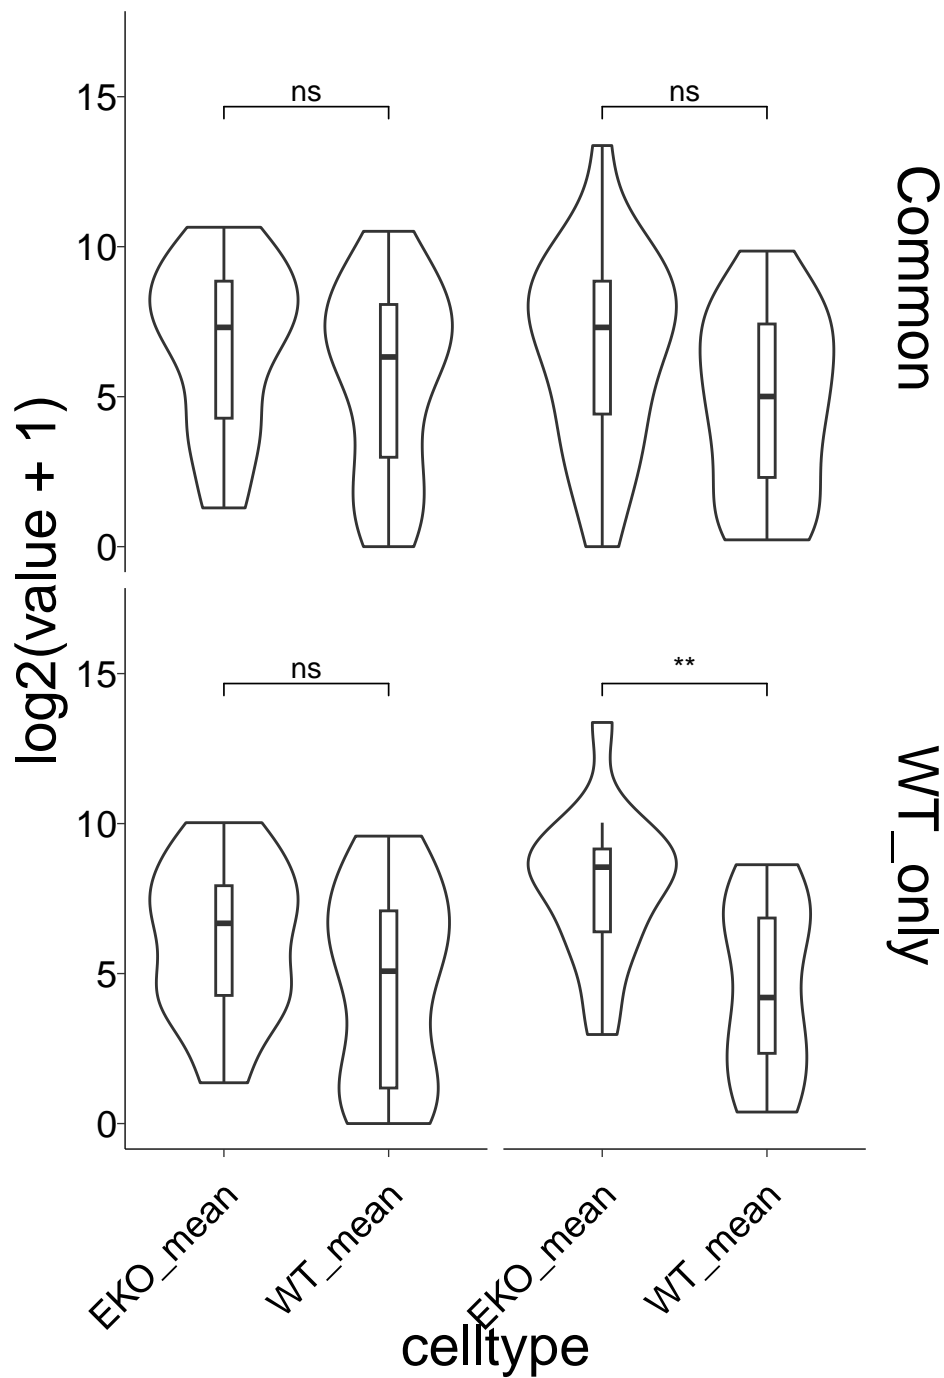 15
ns
ns
10
5
0
Common
log2(value + 1)
15
ns
**
10
5
0
WT_only
EKO_mean
WT_mean
EKO_mean
WT_mean
celltype